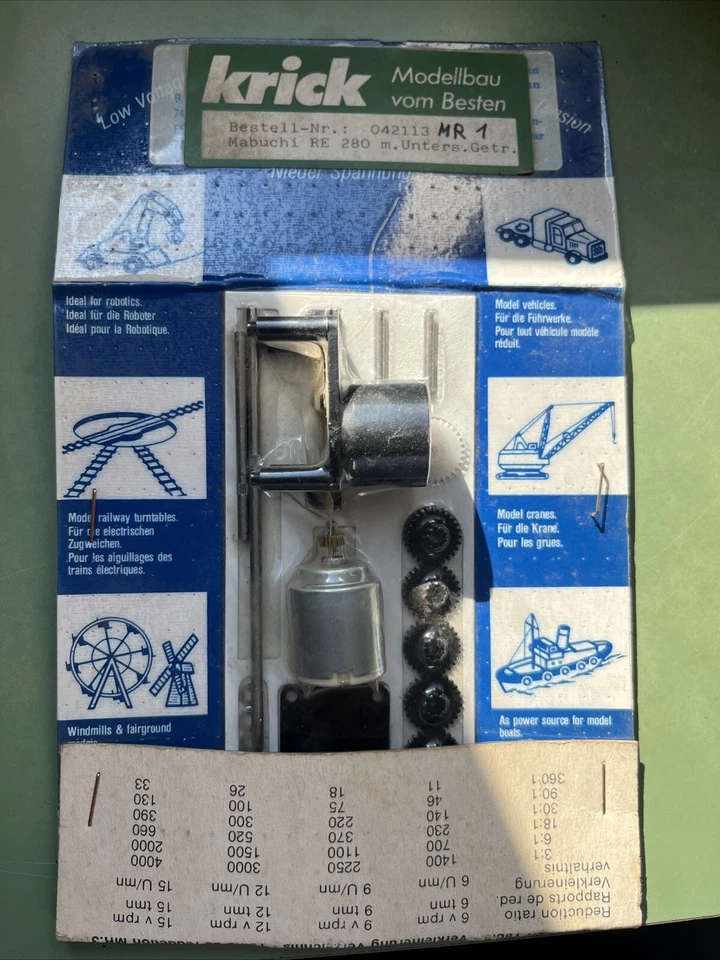 krick
Modellbau
vom Besten
Bestell-Nr.: 042113 MR 1
Mabuchi RE 280 m.Unters.Getr.
Low
Nieder Spannung
Ideal for robotics.
Ideal für die Roboter
Idéal pour la Robotique.
Model vehicles.
Für die Führwerke.
Pour tout véhicule modèle
réduit.
Model railway turntables.
Für die electrischen
Zugweichen.
Pour les aiguillages des
trains électriques.
Model cranes.
Für die Krane.
Pour les grues.
Windmills & fairground
As power source for model
boats.
Verkleinerung
Reduction ratio 6 v rpm 9 v rpm 12 v rpm 15 v rpm
Rapports de red. 6 tmn 9 tmn 12 tmn 15 tmn
Verkleinerung 6 U/mn 9 U/mn 12 U/mn 15 U/mn
verhaltnis
3:1 1400 2250 3000 4000
6:1 700 1100 1500 2000
18:1 230 370 520 660
30:1 140 220 300 390
90:1 46 75 100 130
360:1 11 18 26 33